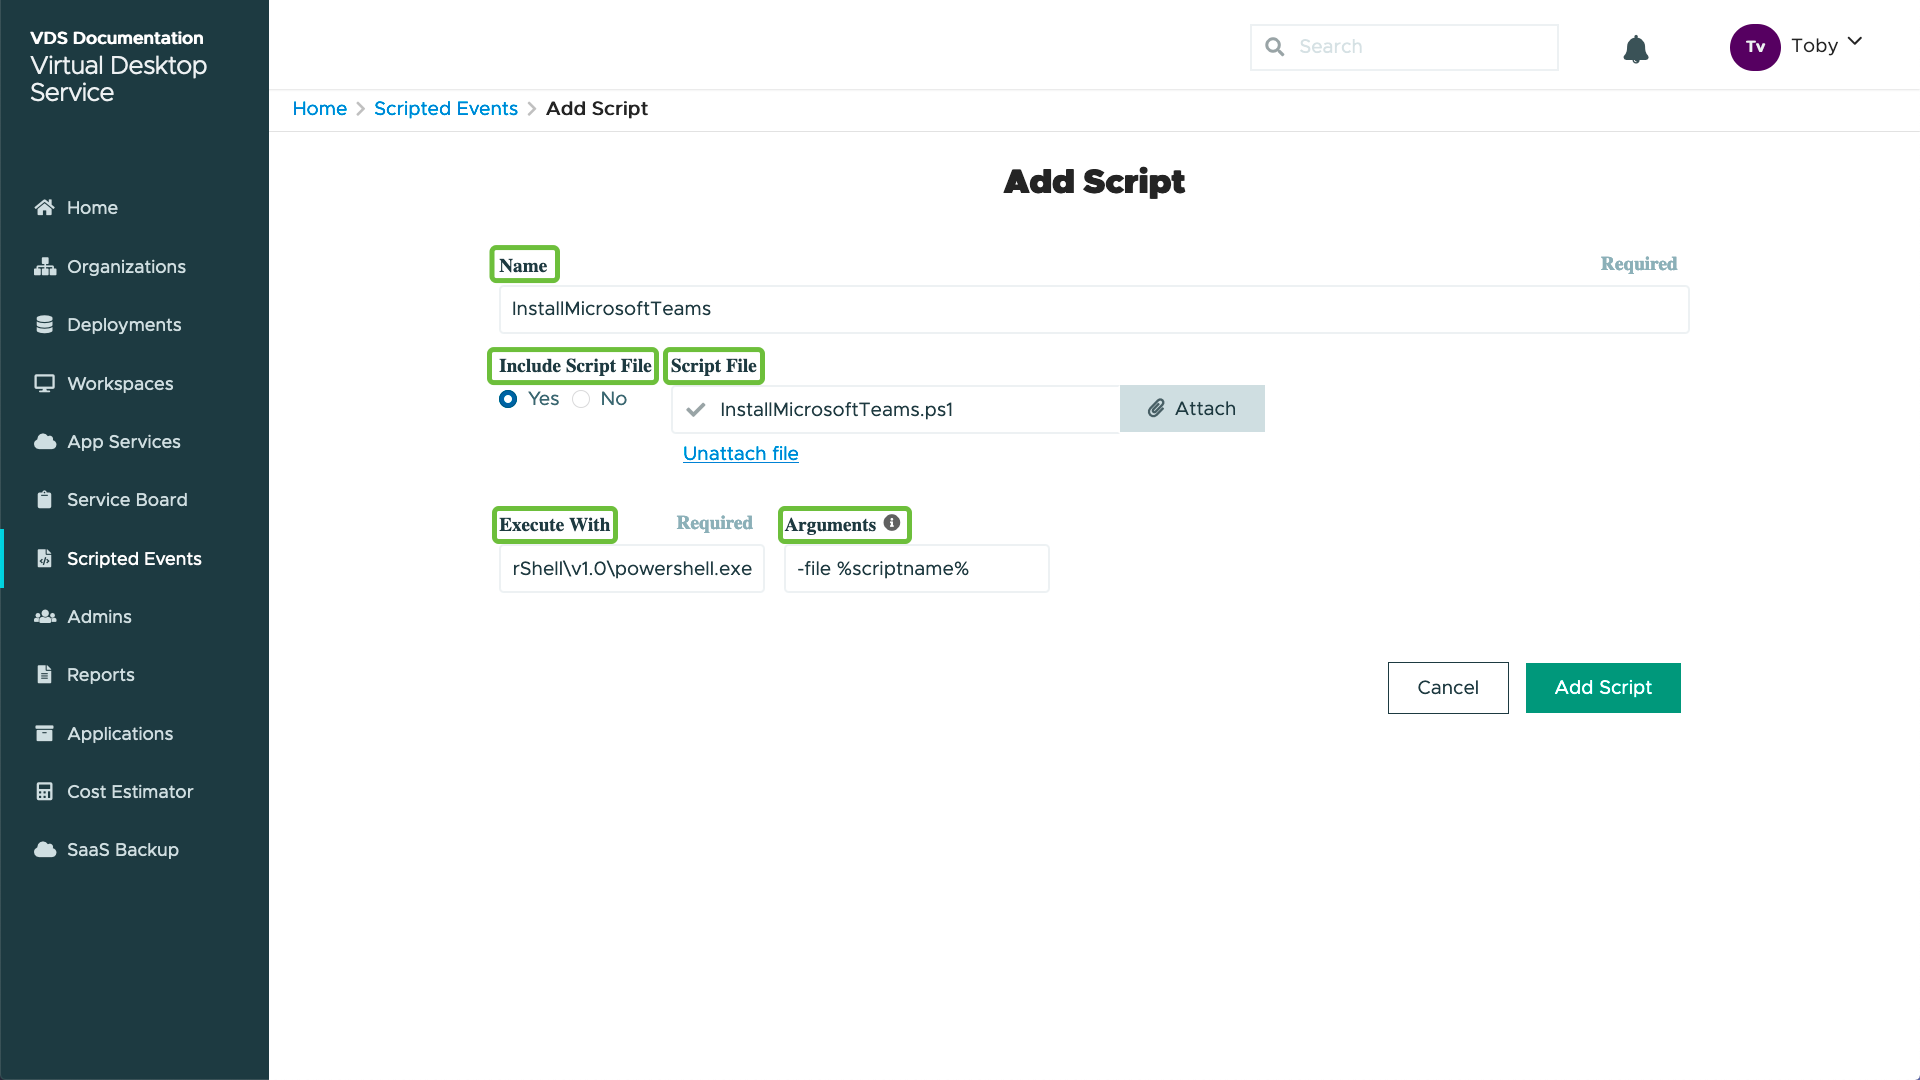 VDS Documentation
Virtual Desktop
Service
Search
Tv
Toby
Home
Scripted Events
Add Script
Home
Organizations
Deployments
Workspaces
App Services
Service Board
Scripted Events
Admins
Reports
Applications
Cost Estimator
SaaS Backup
Add Script
Name
Required
InstallMicrosoftTeams
Include Script File
Script File
Yes
No
InstallMicrosoftTeams.ps1
Attach
Unattach file
Execute With
Required
Arguments
rShell\v1.0\powershell.exe
-file %scriptname%
Cancel
Add Script